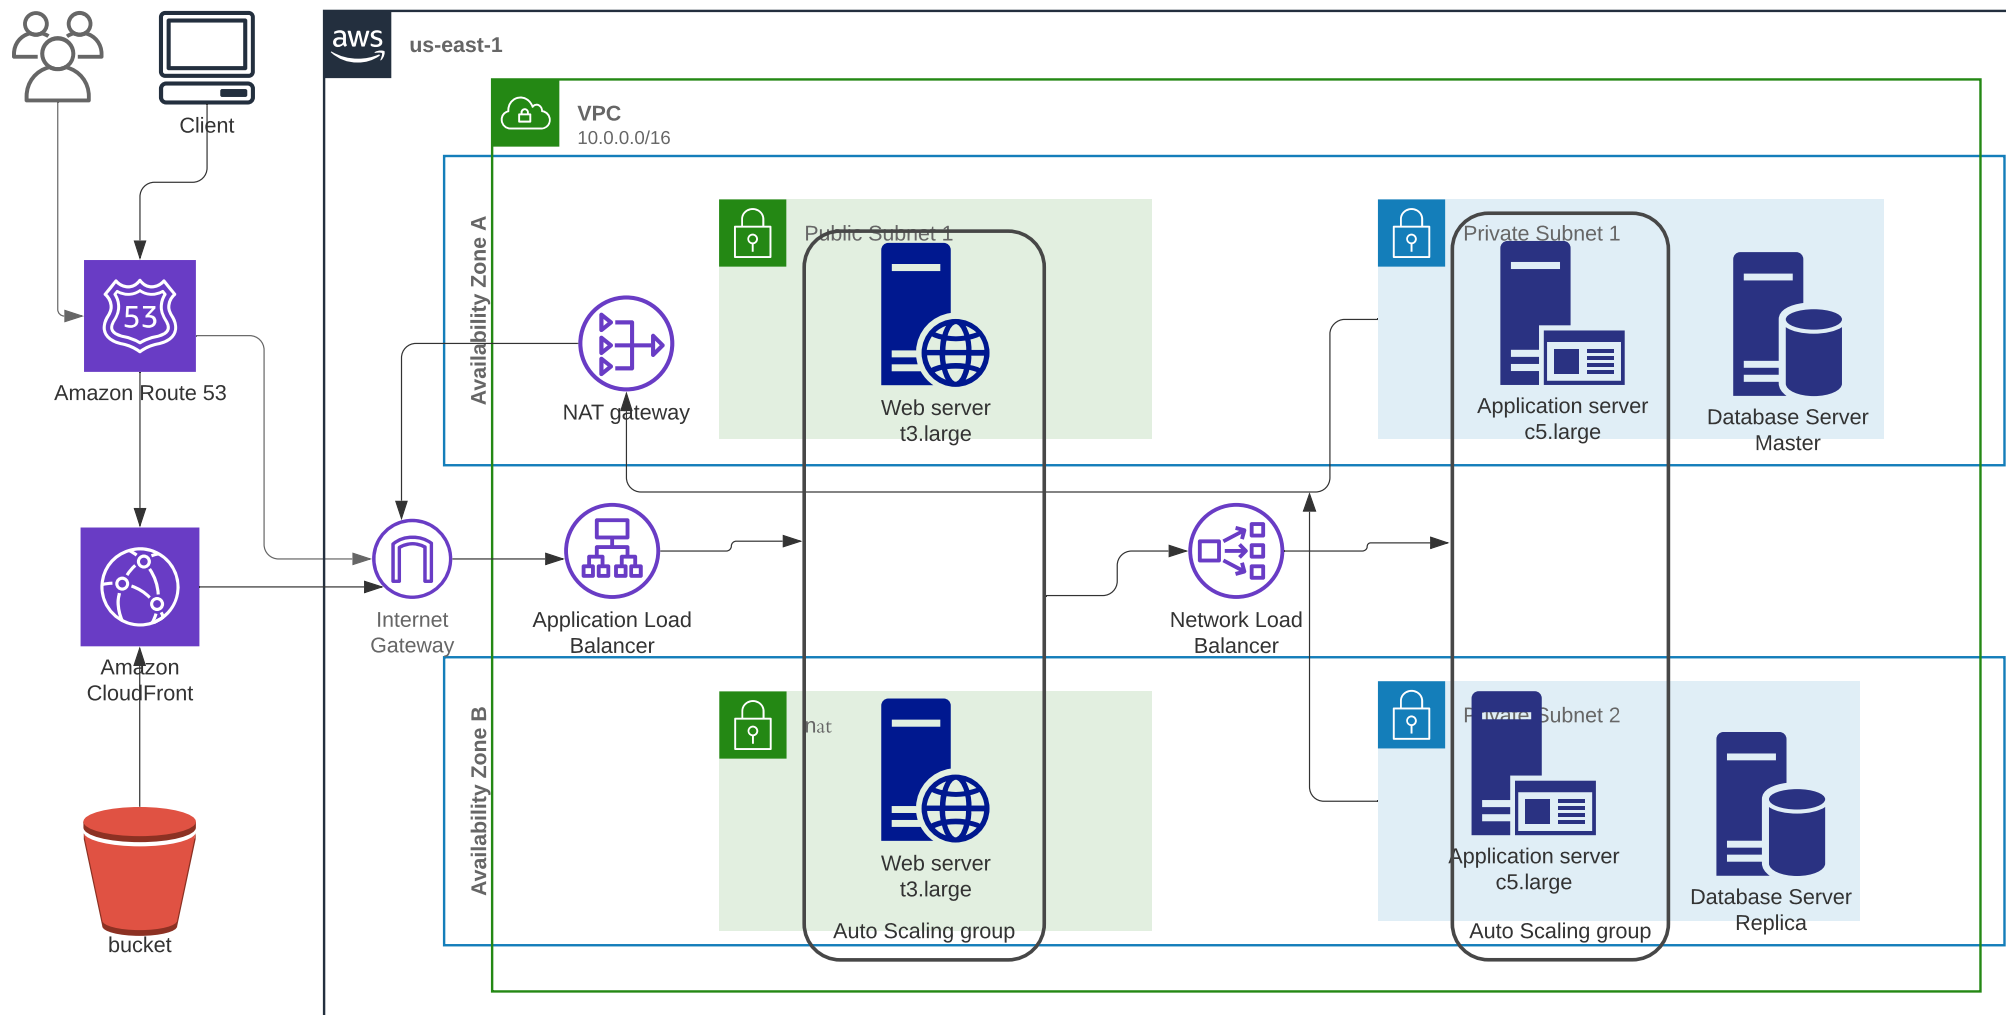 aws
us-east-1
Client
VPC
10.0.0.0/16
Availability Zone A
Public Subnet 1
Private Subnet 1
53
Amazon Route 53
NAT gateway
Web server
t3.large
Application server
c5.large
Database Server
Master
Internet
Gateway
Application Load
Balancer
Network Load
Balancer
Amazon
CloudFront
Availability Zone B
nat
Private Subnet 2
Web server
t3.large
Application server
c5.large
Database Server
Replica
Auto Scaling group
Auto Scaling group
bucket